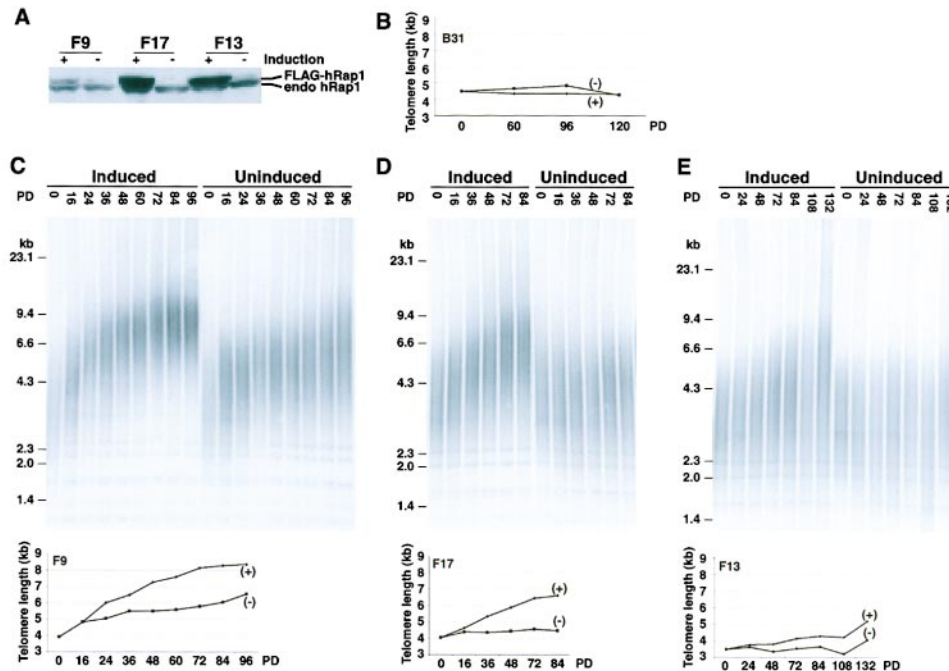 A
F9 F17 F13
+ - + - + - Induction
FLAG-hRap1
endo hRap1
B
Telomere length (kb)
9
8
7
6
5
4
3
B31
(-)
(+)
0 60 96 120 PD
C
Induced Uninduced
PD 0 16 24 36 48 60 72 84 96 0 16 24 36 48 60 72 84 96
kb
23.1
9.4
6.6
4.3
2.3
2.0
1.4
Telomere length (kb)
9
8
7
6
5
4
3
F9
(+)
(-)
0 16 24 36 48 60 72 84 96 PD
D
Induced Uninduced
PD 0 16 36 48 72 84 0 16 36 48 72 84
kb
23.1
9.4
6.6
4.3
2.3
2.0
1.4
Telomere length (kb)
9
8
7
6
5
4
3
F17
(+)
(-)
0 16 36 48 72 84 PD
E
Induced Uninduced
PD 0 24 48 72 84 108 132 0 24 48 72 84 108
kb
23.1
9.4
6.6
4.3
2.3
2.0
1.4
Telomere length (kb)
9
8
7
6
5
4
3
F13
(+)
(-)
0 24 48 72 84 108 132 PD